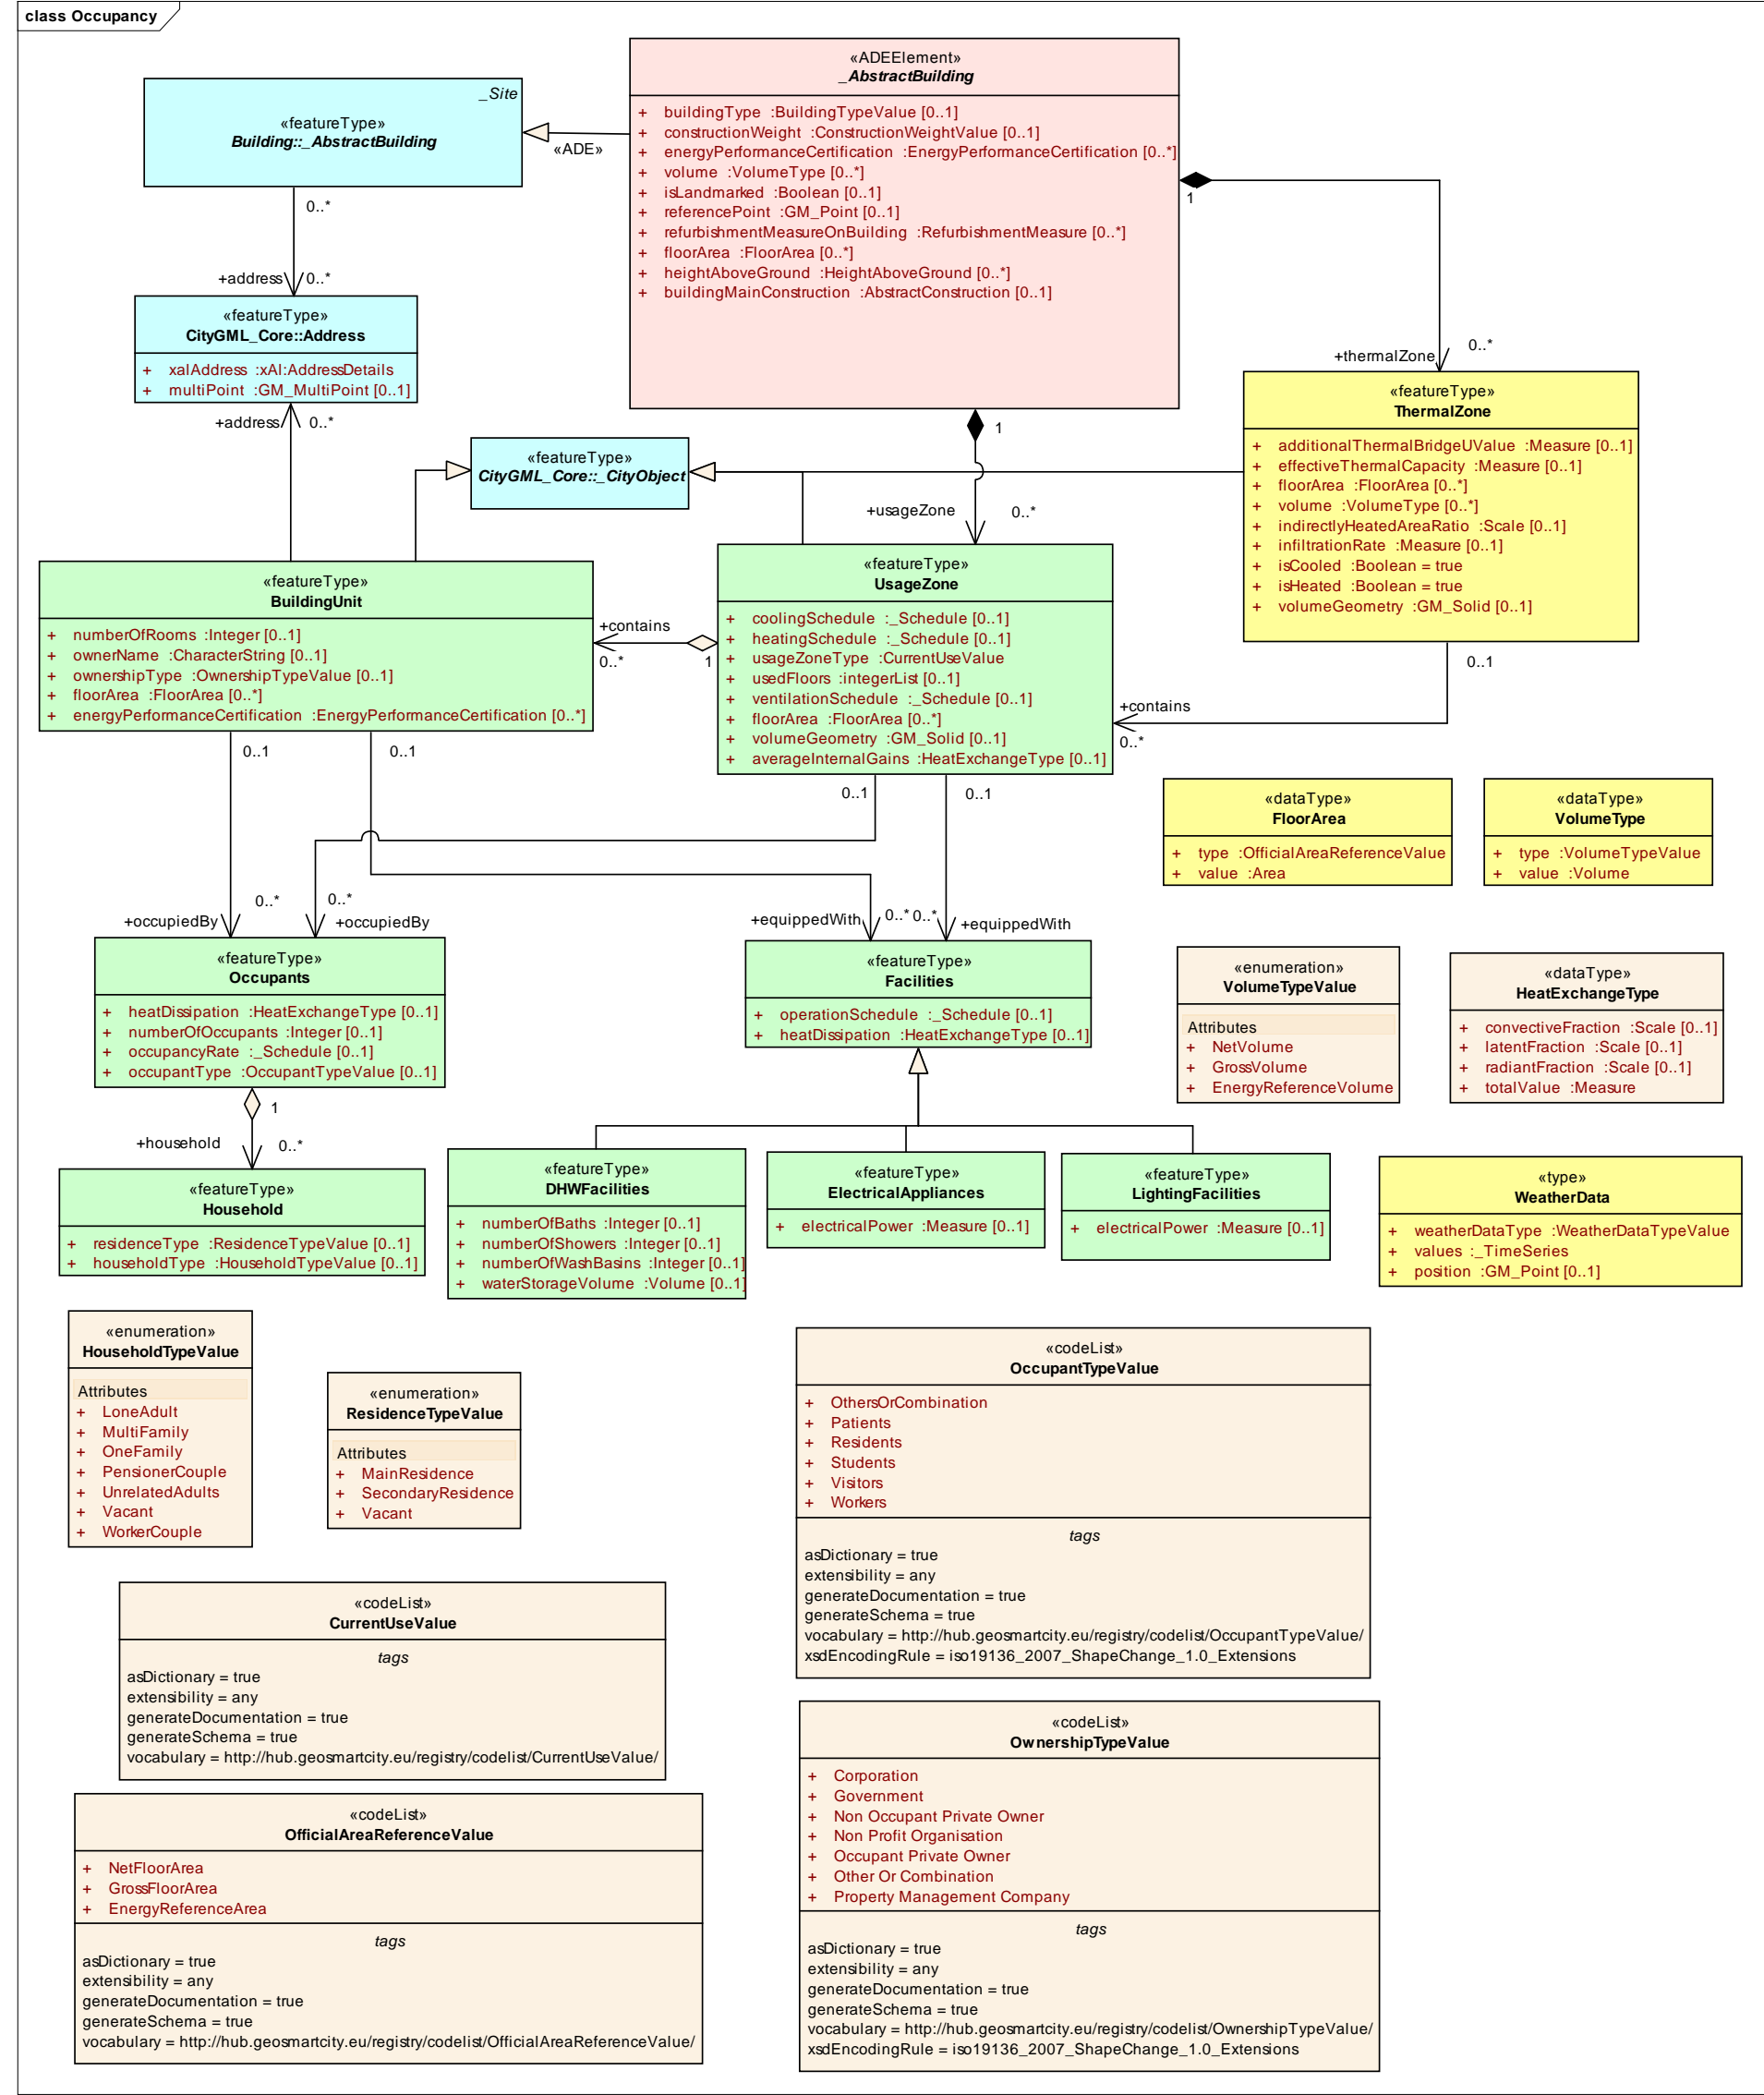 class Occupancy
«ADEElement»
_AbstractBuilding
+ buildingType :BuildingTypeValue [0..1]
+ constructionWeight :ConstructionWeightValue [0..1]
+ energyPerformanceCertification :EnergyPerformanceCertification [0..*]
+ volume :VolumeType [0..*]
+ isLandmarked :Boolean [0..1]
+ referencePoint :GM_Point [0..1]
+ refurbishmentMeasureOnBuilding :RefurbishmentMeasure [0..*]
+ floorArea :FloorArea [0..*]
+ heightAboveGround :HeightAboveGround [0..*]
+ buildingMainConstruction :AbstractConstruction [0..1]
_Site
«featureType»
Building::_AbstractBuilding
«ADE»
0..*
+address 0..*
«featureType»
CityGML_Core::Address
+ xalAddress :xAl:AddressDetails
+ multiPoint :GM_MultiPoint [0..1]
+address 0..*
1
+thermalZone 0..*
«featureType»
ThermalZone
+ additionalThermalBridgeUValue :Measure [0..1]
+ effectiveThermalCapacity :Measure [0..1]
+ floorArea :FloorArea [0..*]
+ volume :VolumeType [0..*]
+ indirectlyHeatedAreaRatio :Scale [0..1]
+ infiltrationRate :Measure [0..1]
+ isCooled :Boolean = true
+ isHeated :Boolean = true
+ volumeGeometry :GM_Solid [0..1]
0..1
+contains
0..*
«featureType»
CityGML_Core::_CityObject
1
+usageZone 0..*
«featureType»
BuildingUnit
+ numberOfRooms :Integer [0..1]
+ ownerName :CharacterString [0..1]
+ ownershipType :OwnershipTypeValue [0..1]
+ floorArea :FloorArea [0..*]
+ energyPerformanceCertification :EnergyPerformanceCertification [0..*]
+contains
0..* 1
«featureType»
UsageZone
+ coolingSchedule :_Schedule [0..1]
+ heatingSchedule :_Schedule [0..1]
+ usageZoneType :CurrentUseValue
+ usedFloors :integerList [0..1]
+ ventilationSchedule :_Schedule [0..1]
+ floorArea :FloorArea [0..*]
+ volumeGeometry :GM_Solid [0..1]
+ averageInternalGains :HeatExchangeType [0..1]
0..1 0..1
0..1 0..1
«dataType»
FloorArea
+ type :OfficialAreaReferenceValue
+ value :Area
«dataType»
VolumeType
+ type :VolumeTypeValue
+ value :Volume
0..* 0..*
+occupiedBy +occupiedBy
+equippedWith 0..* 0..* +equippedWith
«featureType»
Occupants
+ heatDissipation :HeatExchangeType [0..1]
+ numberOfOccupants :Integer [0..1]
+ occupancyRate :_Schedule [0..1]
+ occupantType :OccupantTypeValue [0..1]
«featureType»
Facilities
+ operationSchedule :_Schedule [0..1]
+ heatDissipation :HeatExchangeType [0..1]
«enumeration»
VolumeTypeValue
Attributes
+ NetVolume
+ GrossVolume
+ EnergyReferenceVolume
«dataType»
HeatExchangeType
+ convectiveFraction :Scale [0..1]
+ latentFraction :Scale [0..1]
+ radiantFraction :Scale [0..1]
+ totalValue :Measure
1
+household 0..*
«featureType»
Household
+ residenceType :ResidenceTypeValue [0..1]
+ householdType :HouseholdTypeValue [0..1]
«featureType»
DHWFacilities
+ numberOfBaths :Integer [0..1]
+ numberOfShowers :Integer [0..1]
+ numberOfWashBasins :Integer [0..1]
+ waterStorageVolume :Volume [0..1]
«featureType»
ElectricalAppliances
+ electricalPower :Measure [0..1]
«featureType»
LightingFacilities
+ electricalPower :Measure [0..1]
«type»
WeatherData
+ weatherDataType :WeatherDataTypeValue
+ values :_TimeSeries
+ position :GM_Point [0..1]
«enumeration»
HouseholdTypeValue
Attributes
+ LoneAdult
+ MultiFamily
+ OneFamily
+ PensionerCouple
+ UnrelatedAdults
+ Vacant
+ WorkerCouple
«enumeration»
ResidenceTypeValue
Attributes
+ MainResidence
+ SecondaryResidence
+ Vacant
«codeList»
OccupantTypeValue
+ OthersOrCombination
+ Patients
+ Residents
+ Students
+ Visitors
+ Workers
tags
asDictionary = true
extensibility = any
generateDocumentation = true
generateSchema = true
vocabulary = http://hub.geosmartcity.eu/registry/codelist/OccupantTypeValue/
xsdEncodingRule = iso19136_2007_ShapeChange_1.0_Extensions
«codeList»
CurrentUseValue
tags
asDictionary = true
extensibility = any
generateDocumentation = true
generateSchema = true
vocabulary = http://hub.geosmartcity.eu/registry/codelist/CurrentUseValue/
«codeList»
OwnershipTypeValue
+ Corporation
+ Government
+ Non Occupant Private Owner
+ Non Profit Organisation
+ Occupant Private Owner
+ Other Or Combination
+ Property Management Company
tags
asDictionary = true
extensibility = any
generateDocumentation = true
generateSchema = true
vocabulary = http://hub.geosmartcity.eu/registry/codelist/OwnershipTypeValue/
xsdEncodingRule = iso19136_2007_ShapeChange_1.0_Extensions
«codeList»
OfficialAreaReferenceValue
+ NetFloorArea
+ GrossFloorArea
+ EnergyReferenceArea
tags
asDictionary = true
extensibility = any
generateDocumentation = true
generateSchema = true
vocabulary = http://hub.geosmartcity.eu/registry/codelist/OfficialAreaReferenceValue/